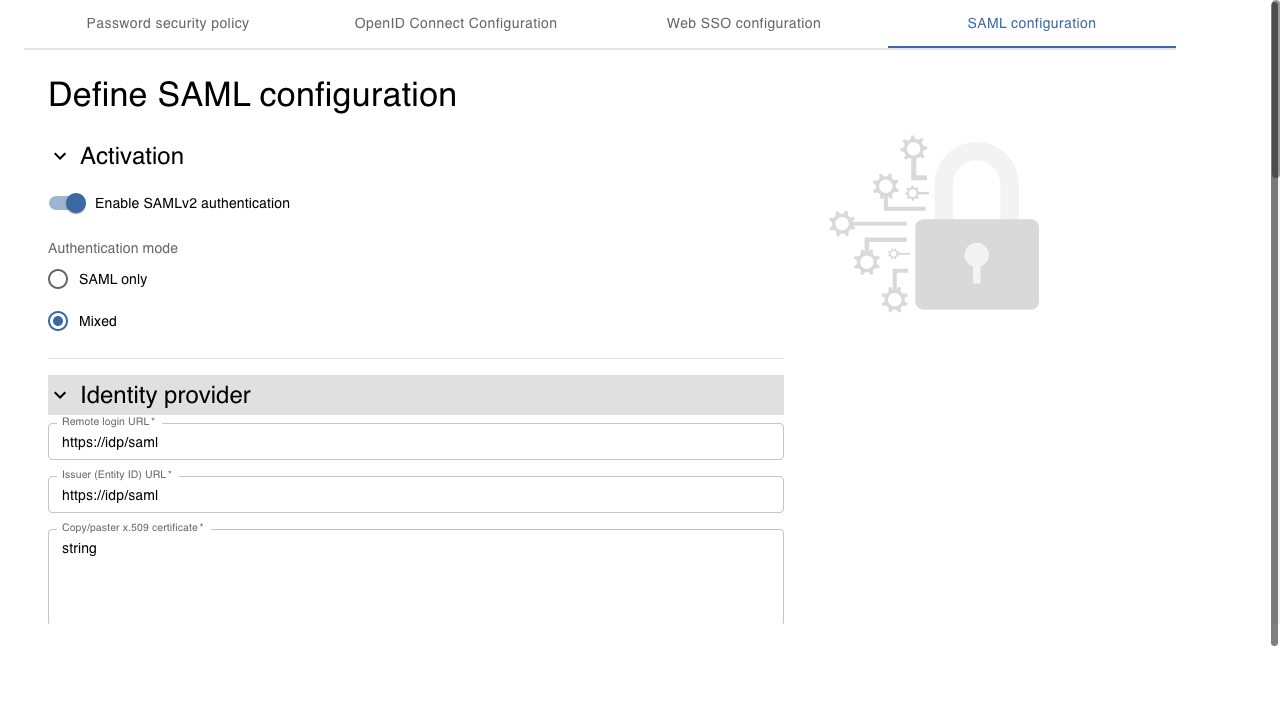 Password security policy
OpenID Connect Configuration
Web SSO configuration
SAML configuration
Define SAML configuration
Activation
Enable SAMLv2 authentication
Authentication mode
SAML only
Mixed
Identity provider
Remote login URL *
https://idp/saml
Issuer (Entity ID) URL *
https://idp/saml
Copy/paster x.509 certificate *
string